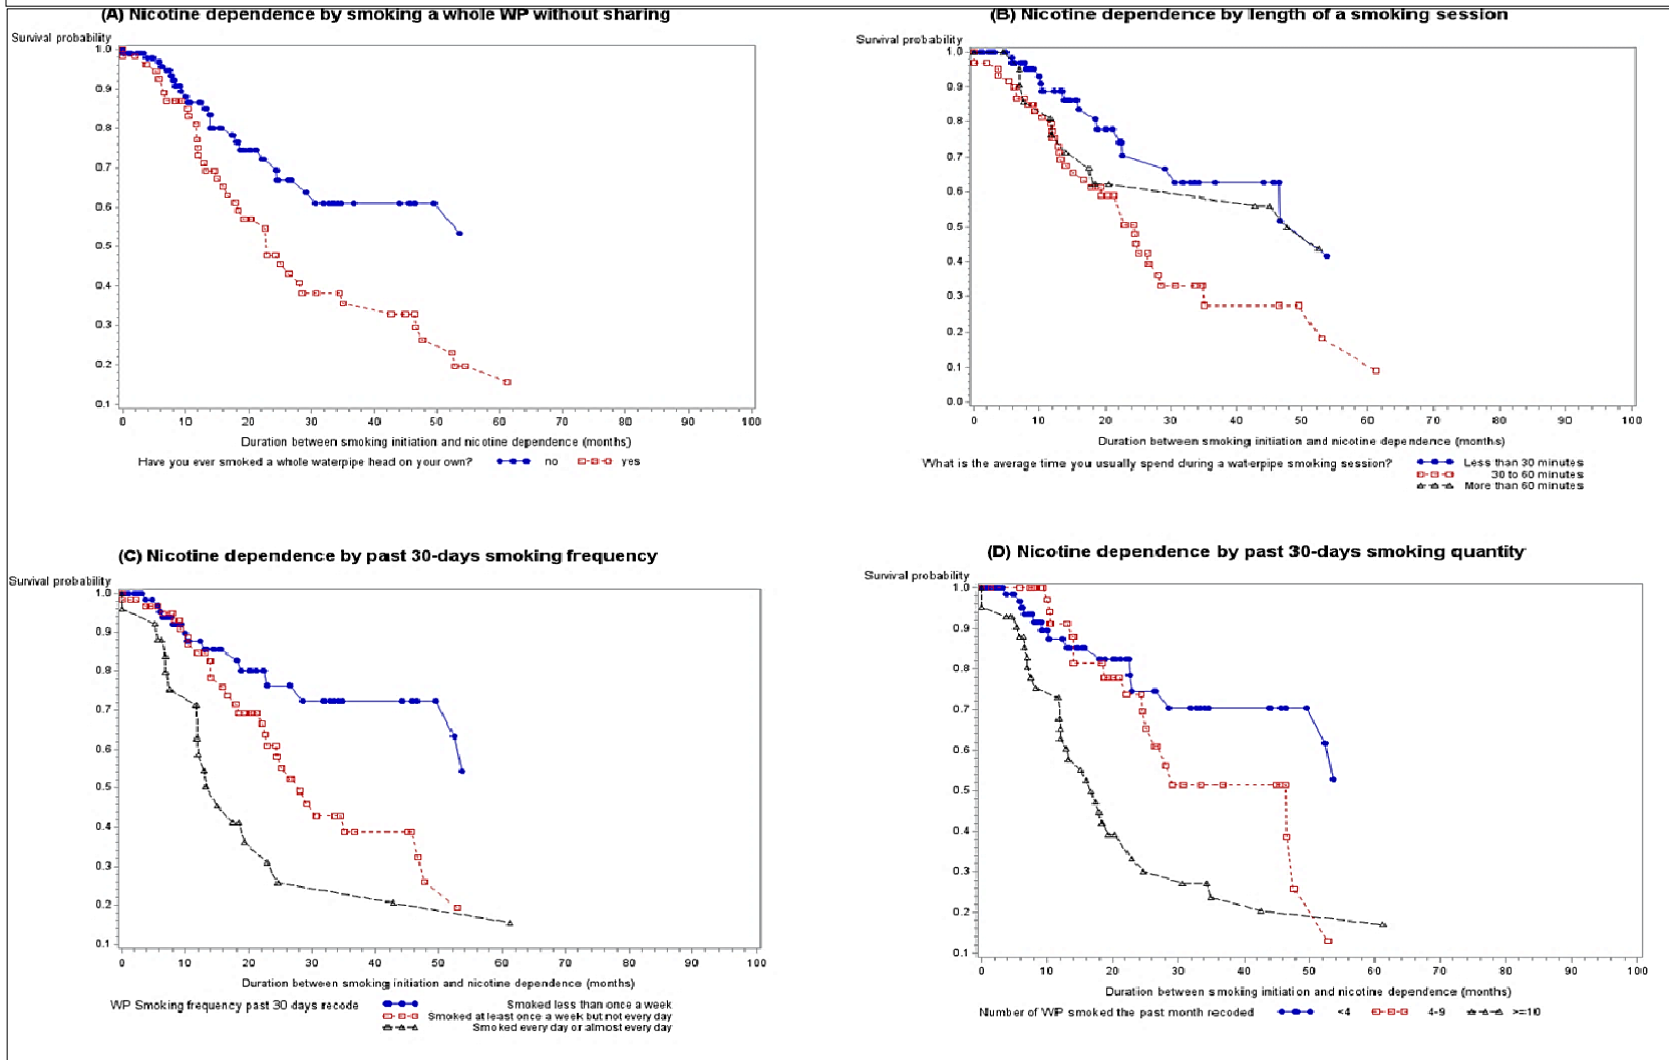 (A) Nicotine dependence by smoking a whole WP without sharing
Survival probability
1.0
0.9
0.8
0.7
0.6
0.5
0.4
0.3
0.2
0.1
0 10 20 30 40 50 60 70 80 90 100
Duration between smoking initiation and nicotine dependence (months)
Have you ever smoked a whole waterpipe head on your own? no yes
(B) Nicotine dependence by length of a smoking session
Survival probability
1.0
0.9
0.8
0.7
0.6
0.5
0.4
0.3
0.2
0.1
0.0
0 10 20 30 40 50 60 70 80 90 100
Duration between smoking initiation and nicotine dependence (months)
What is the average time you usually spend during a waterpipe smoking session? Less than 30 minutes
30 to 60 minutes
More than 60 minutes
(C) Nicotine dependence by past 30-days smoking frequency
Survival probability
1.0
0.9
0.8
0.7
0.6
0.5
0.4
0.3
0.2
0.1
0 10 20 30 40 50 60 70 80 90 100
Duration between smoking initiation and nicotine dependence (months)
WP Smoking frequency past 30 days recode Smoked less than once a week
Smoked at least once a week but not every day
Smoked every day or almost every day
(D) Nicotine dependence by past 30-days smoking quantity
Survival probability
1.0
0.9
0.8
0.7
0.6
0.5
0.4
0.3
0.2
0.1
0 10 20 30 40 50 60 70 80 90 100
Duration between smoking initiation and nicotine dependence (months)
Number of WP smoked the past month recoded <4 4-9 >=10